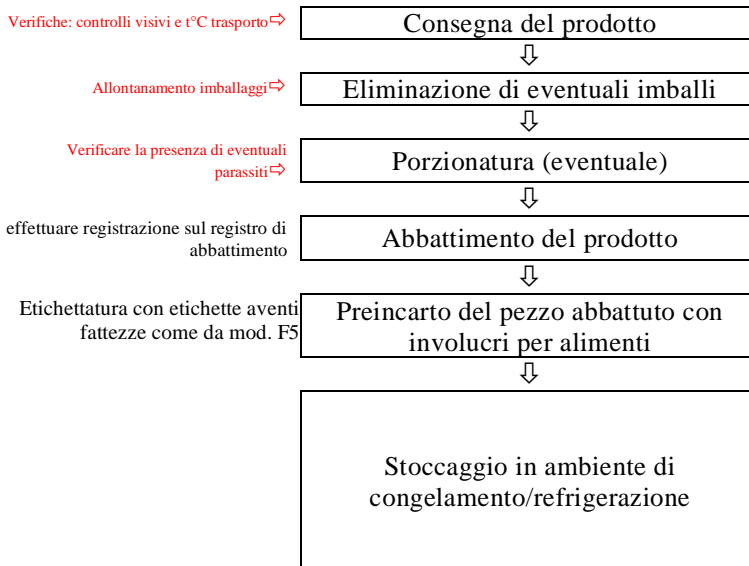 Verifiche: controlli visivi e t°C trasporto⇨
Consegna del prodotto
⇩
Allontanamento imballaggi⇨
Eliminazione di eventuali imballi
⇩
Verificare la presenza di eventuali
parassiti⇨
Porzionatura (eventuale)
⇩
effettuare registrazione sul registro di
abbattimento
Abbattimento del prodotto
⇩
Etichettatura con etichette aventi
fattezze come da mod. F5
Preincarto del pezzo abbattuto con
involucri per alimenti
⇩
Stoccaggio in ambiente di
congelamento/refrigerazione